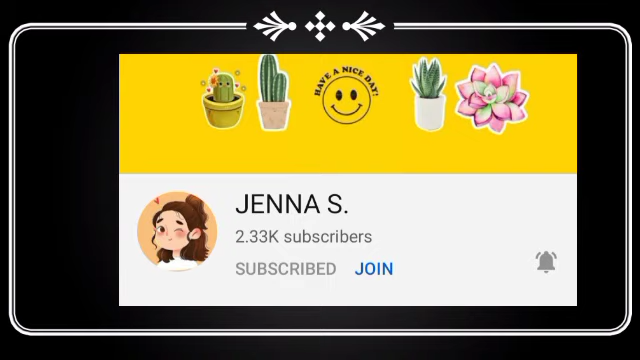 HAVE A NICE DAY!
JENNA S.
2.33K subscribers
SUBSCRIBED JOIN